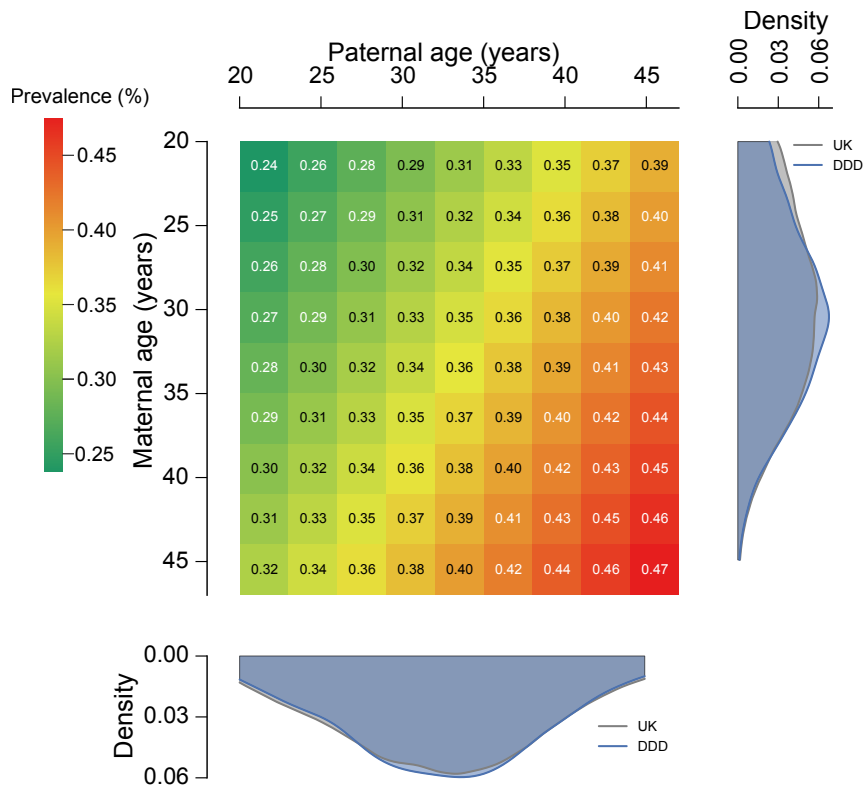 Paternal age (years)
20 25 30 35 40 45
Density
0.00 0.03 0.06
Prevalence (%)
0.45
0.40
0.35
0.30
0.25
Maternal age (years)
20
25
30
35
40
45
0.24 0.26 0.28 0.29 0.31 0.33 0.35 0.37 0.39
0.25 0.27 0.29 0.31 0.32 0.34 0.36 0.38 0.40
0.26 0.28 0.30 0.32 0.34 0.35 0.37 0.39 0.41
0.27 0.29 0.31 0.33 0.35 0.36 0.38 0.40 0.42
0.28 0.30 0.32 0.34 0.36 0.38 0.39 0.41 0.43
0.29 0.31 0.33 0.35 0.37 0.39 0.40 0.42 0.44
0.30 0.32 0.34 0.36 0.38 0.40 0.42 0.43 0.45
0.31 0.33 0.35 0.37 0.39 0.41 0.43 0.45 0.46
0.32 0.34 0.36 0.38 0.40 0.42 0.44 0.46 0.47
UK
DDD
Density
0.00
0.03
0.06
UK
DDD